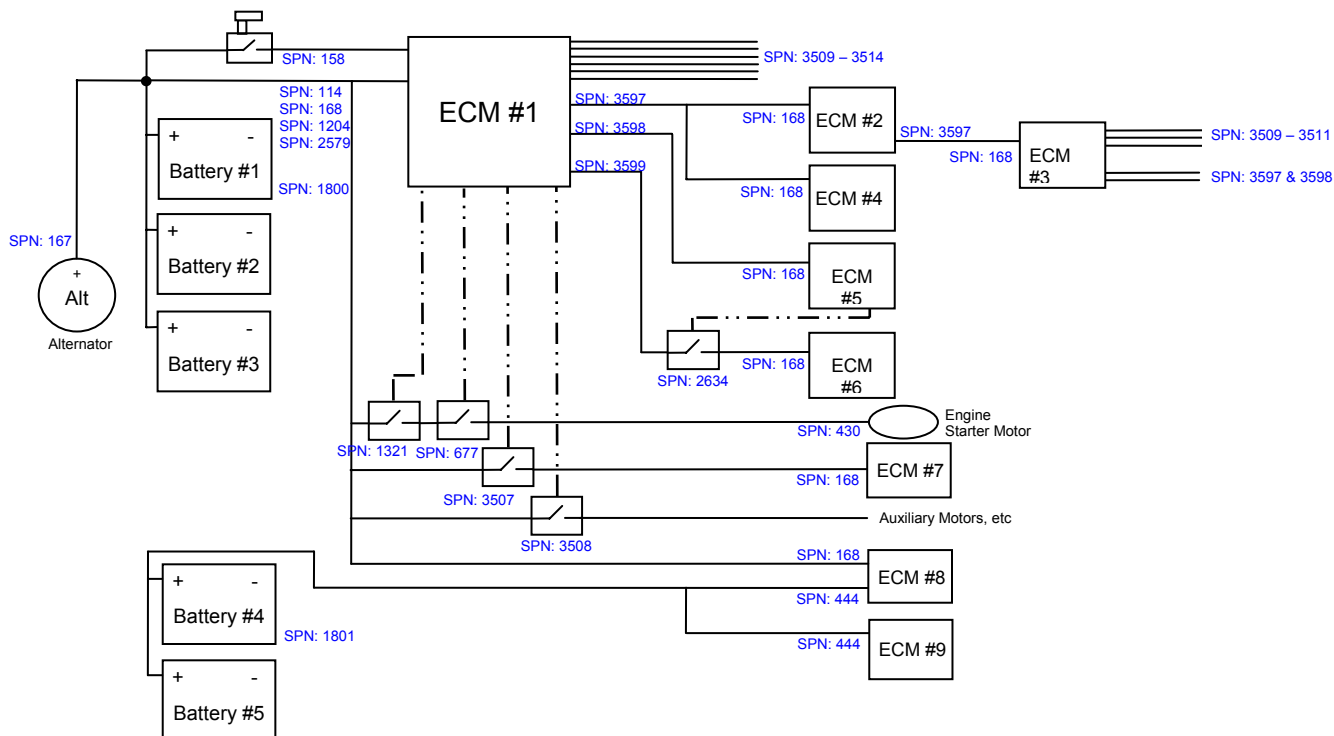 SPN: 158
SPN: 3509 – 3514
ECM #1
SPN: 114
SPN: 168
SPN: 1204
SPN: 2579
SPN: 1800
+ -
Battery #1
+ -
Battery #2
+ -
Battery #3
SPN: 167
+
Alt
Alternator
SPN: 3597
SPN: 3598
SPN: 3599
SPN: 168
ECM #2
SPN: 3597
SPN: 168
ECM
#3
SPN: 3509 – 3511
SPN: 3597 & 3598
SPN: 168
ECM #4
SPN: 168
ECM
#5
SPN: 2634
SPN: 168
ECM
#6
SPN: 1321
SPN: 677
SPN: 430
Engine
Starter Motor
SPN: 3507
SPN: 168
ECM #7
SPN: 3508
Auxiliary Motors, etc
SPN: 168
SPN: 444
ECM #8
SPN: 444
ECM #9
+ -
Battery #4
SPN: 1801
+ -
Battery #5